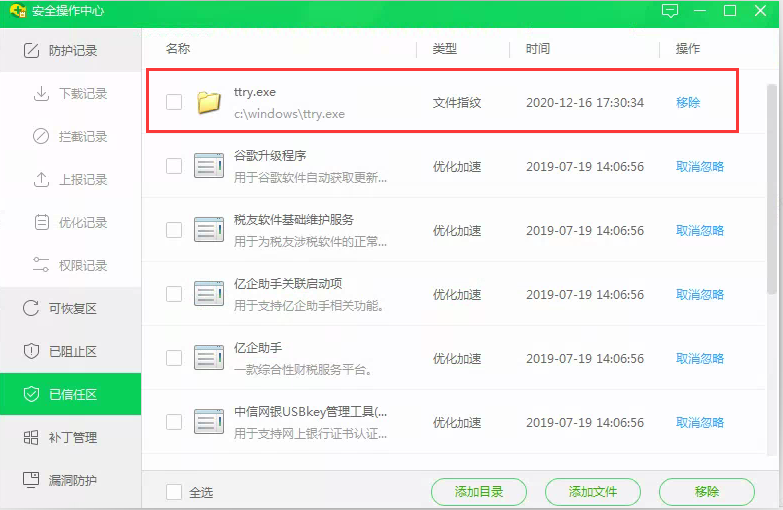 安全操作中心
防护记录
下载记录
拦截记录
上报记录
优化记录
权限记录
可恢复区
已阻止区
已信任区
补丁管理
漏洞防护
名称 类型 时间 操作
ttry.exe
c:\windows\ttry.exe
文件指纹 2020-12-16 17:30:34 移除
谷歌升级程序
用于谷歌软件自动获取更新...
优化加速 2019-07-19 14:06:56 取消忽略
税友软件基础维护服务
用于为税友涉税软件的正常...
优化加速 2019-07-19 14:06:56 取消忽略
亿企助手关联启动项
用于支持亿企助手相关功能。
优化加速 2019-07-19 14:06:56 取消忽略
亿企助手
一款综合性财税服务平台。
优化加速 2019-07-19 14:06:56 取消忽略
中信网银USBkey管理工具(...
用于支持网上银行证书认证...
优化加速 2019-07-19 14:06:56 取消忽略
全选 添加目录 添加文件 移除